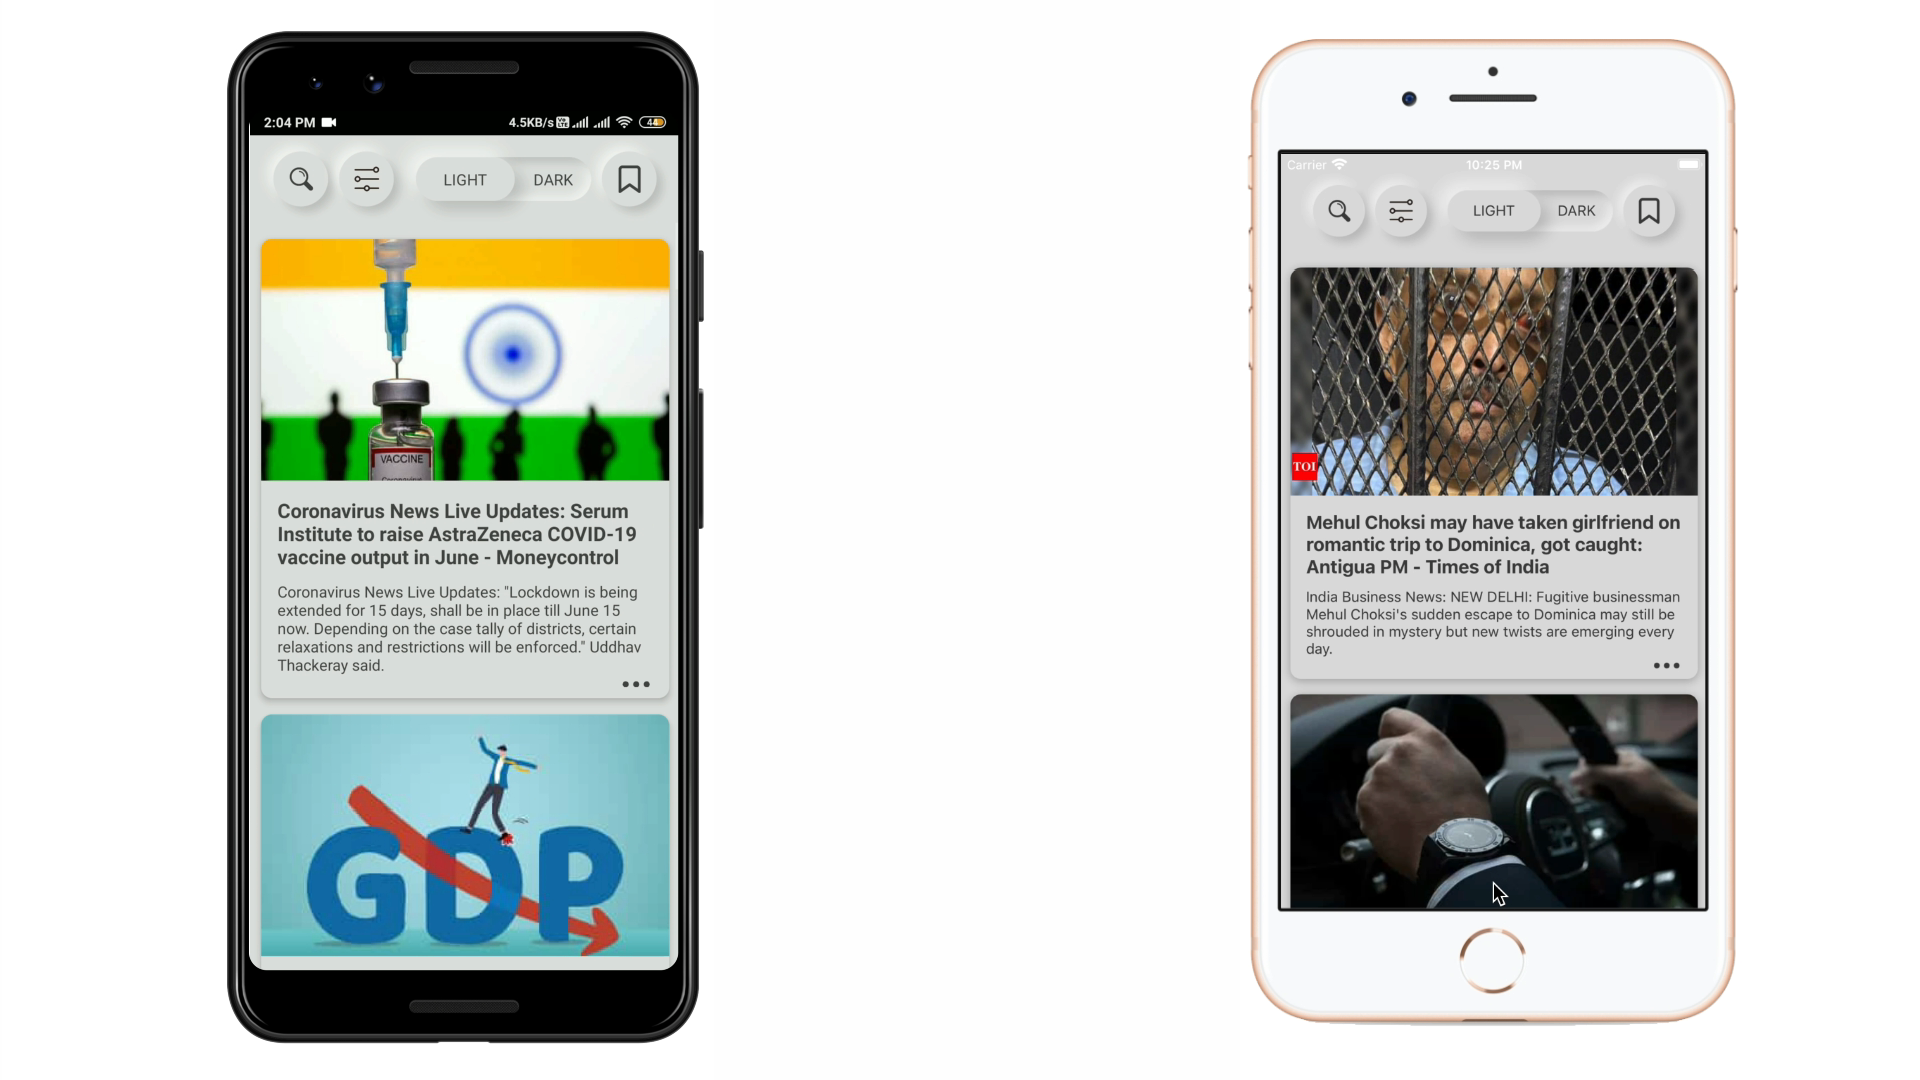 2:04 PM
4.5KB/s
Vo
LTE
44
LIGHT
DARK
VACCINE
Coronavirus
Coronavirus News Live Updates: Serum
Institute to raise AstraZeneca COVID-19
vaccine output in June - Moneycontrol
Coronavirus News Live Updates: "Lockdown is being
extended for 15 days, shall be in place till June 15
now. Depending on the case tally of districts, certain
relaxations and restrictions will be enforced." Uddhav
Thackeray said.
GDP
Carrier
10:25 PM
LIGHT
DARK
TOI
Mehul Choksi may have taken girlfriend on
romantic trip to Dominica, got caught:
Antigua PM - Times of India
India Business News: NEW DELHI: Fugitive businessman
Mehul Choksi's sudden escape to Dominica may still be
shrouded in mystery but new twists are emerging every
day.